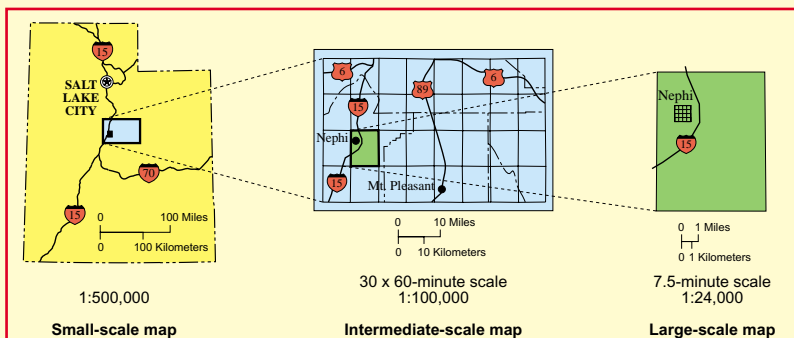 15
SALT
LAKE
CITY
70
15
0 100 Miles
0 100 Kilometers
1:500,000
Small-scale map
6
6
89
15
Nephi
15
Mt. Pleasant
0 10 Miles
0 10 Kilometers
30 x 60-minute scale
1:100,000
Intermediate-scale map
Nephi
15
0 1 Miles
0 1 Kilometers
7.5-minute scale
1:24,000
Large-scale map